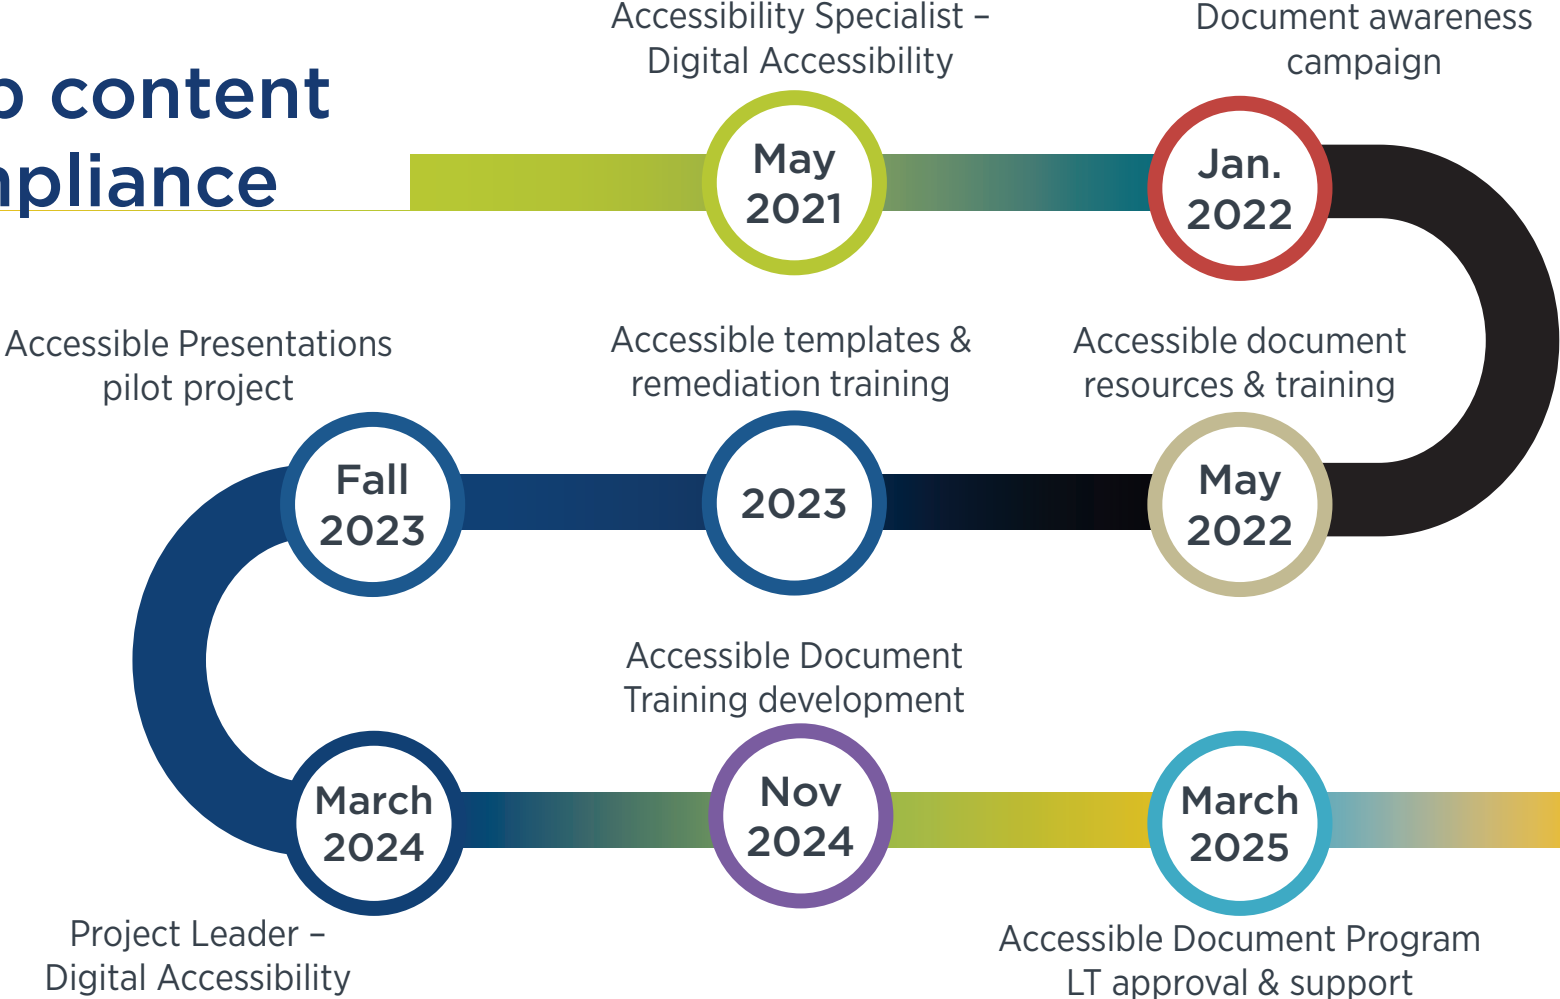 content
Accessibility Specialist –
Digital Accessibility
May
2021
Document awareness
campaign
Jan.
2022
Accessible document
resources & training
May
2022
Accessible templates &
remediation training
2023
Accessible Presentations
pilot project
Fall
2023
March
2024
Project Leader –
Digital Accessibility
Accessible Document
Training development
Nov
2024
March
2025
Accessible Document Program
LT approval & support